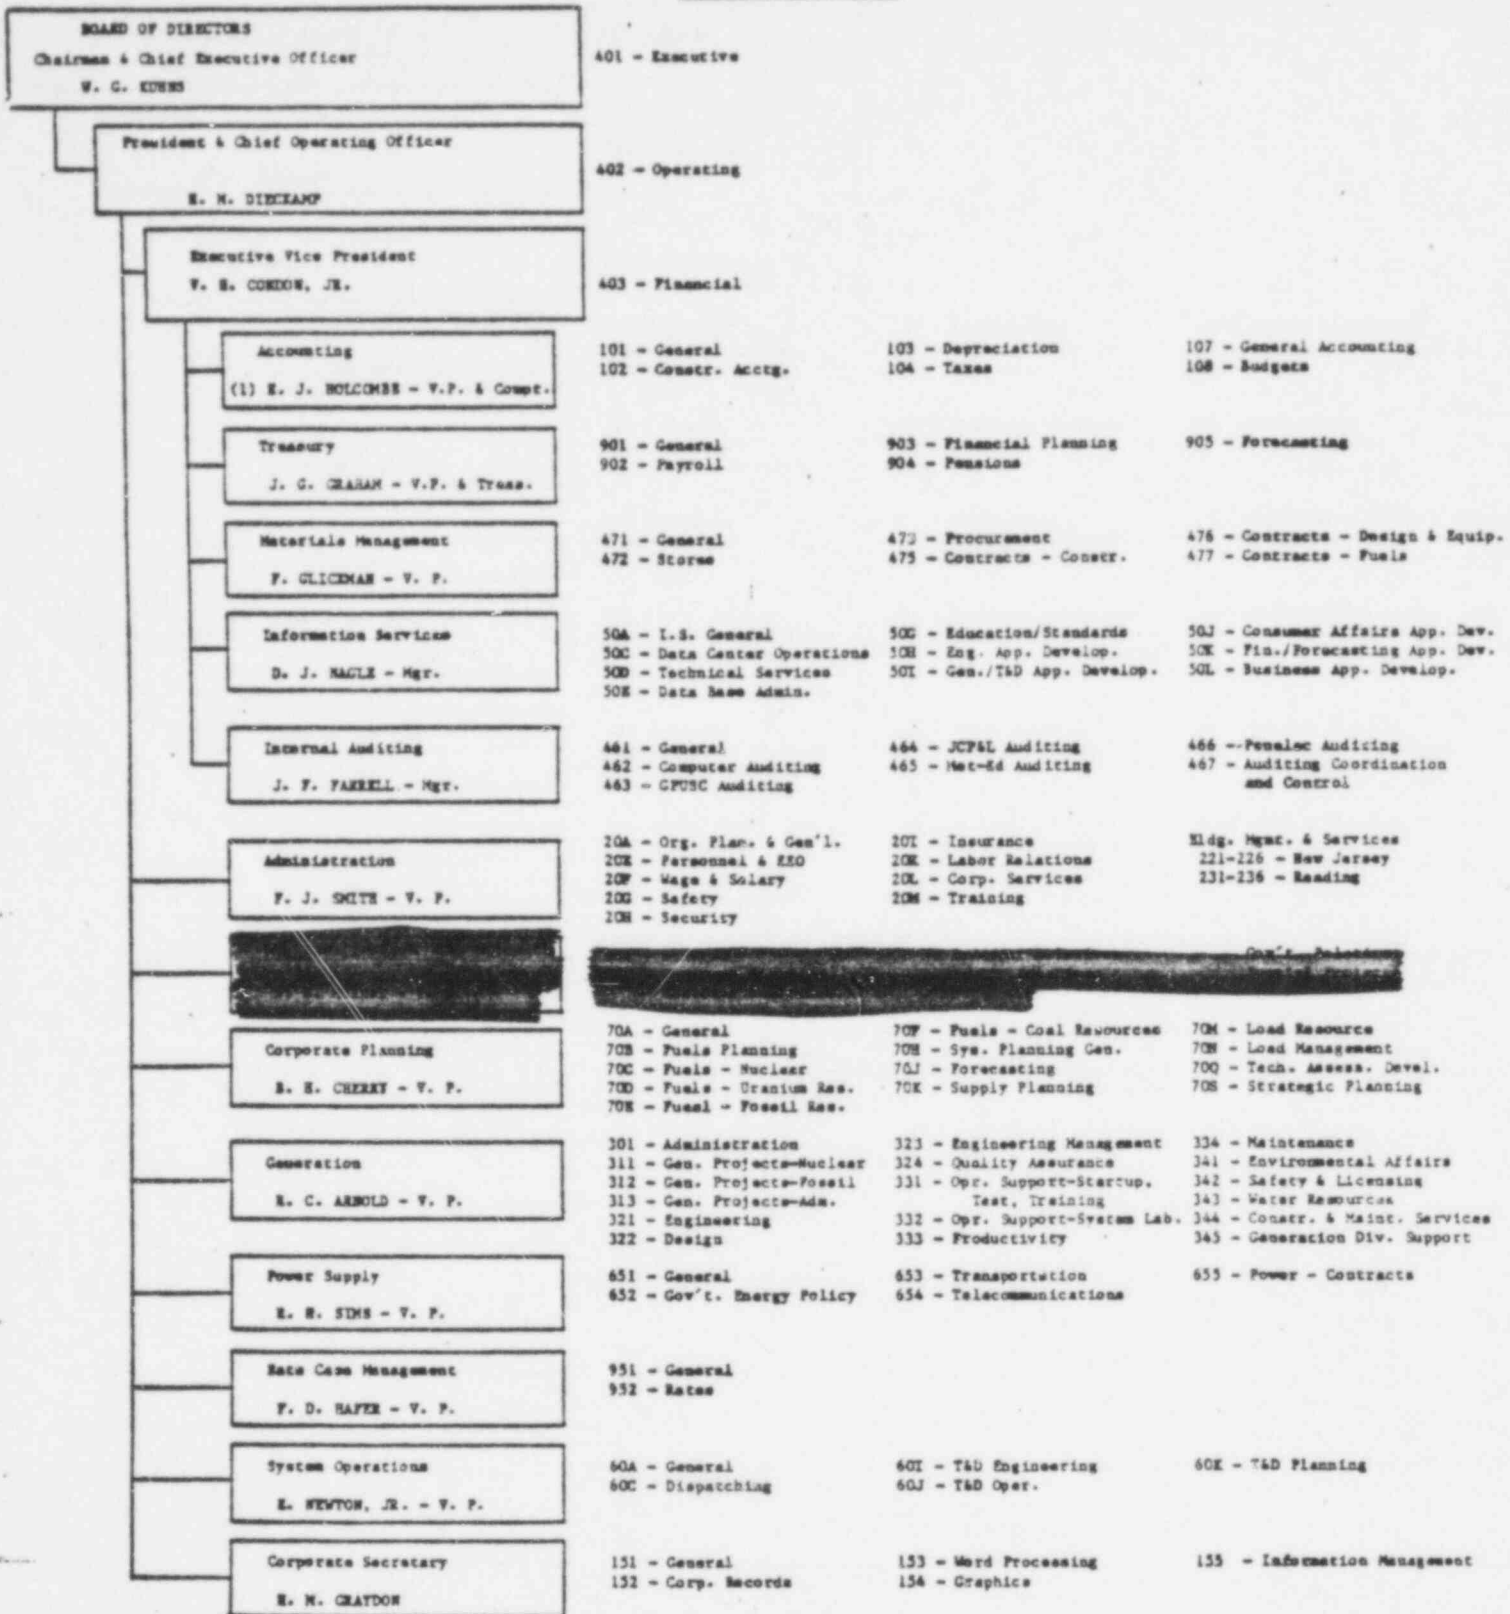 BOARD OF DIRECTORS
Chairman & Chief Executive Officer
W. G. KUHNS
401 - Executive
President & Chief Operating Officer
H. M. DIECKAMP
402 - Operating
Executive Vice President
V. H. CONDON, JR.
403 - Financial
Accounting
(1) E. J. HOLCOMBE - V.P. & Compt.
101 - General 103 - Depreciation 107 - General Accounting
102 - Constr. Acctg. 104 - Taxes 108 - Budgets
Treasury
J. G. GRAHAM - V.P. & Treas.
901 - General 903 - Financial Planning 905 - Forecasting
902 - Payroll 904 - Pensions
Materials Management
F. GLICKMAN - V. P.
471 - General 473 - Procurement 476 - Contracts - Design & Equip.
472 - Stores 475 - Contracts - Constr. 477 - Contracts - Fuels
Information Services
D. J. NAGLE - Mgr.
50A - I.S. General 50G - Education/Standards 50J - Consumer Affairs App. Dev.
50C - Data Center Operations 50H - Eng. App. Develop. 50K - Fin./Forecasting App. Dev.
50D - Technical Services 50I - Gen./T&D App. Develop. 50L - Business App. Develop.
50E - Data Base Admin.
Internal Auditing
J. F. FARRELL - Mgr.
461 - General 464 - JCP&L Auditing 466 - Penelec Auditing
462 - Computer Auditing 465 - Met-Ed Auditing 467 - Auditing Coordination
463 - GPUSC Auditing and Control
Administration
F. J. SMITH - V. P.
20A - Org. Plan. & Gen'l. 20I - Insurance Bldg. Mgmt. & Services
20E - Personnel & EEO 20K - Labor Relations 221-226 - New Jersey
20F - Wage & Salary 20L - Corp. Services 231-236 - Reading
20G - Safety 20M - Training
20H - Security
Gov't.
Corporate Planning
B. H. CHERRY - V. P.
70A - General 70F - Fuels - Coal Resources 70M - Load Resource
70B - Fuels Planning 70H - Sys. Planning Gen. 70N - Load Management
70C - Fuels - Nuclear 70J - Forecasting 70Q - Tech. Assess. Devel.
70D - Fuels - Uranium Res. 70K - Supply Planning 70S - Strategic Planning
70E - Fuesl - Fossil Res.
Generation
R. C. ARNOLD - V. P.
301 - Administration 323 - Engineering Management 334 - Maintenance
311 - Gen. Projects-Nuclear 324 - Quality Assurance 341 - Environmental Affairs
312 - Gen. Projects-Fossil 331 - Opr. Support-Startup, 342 - Safety & Licensing
313 - Gen. Projects-Adm. Test, Training 343 - Water Resources
321 - Engineering 332 - Opr. Support-System Lab. 344 - Constr. & Maint. Services
322 - Design 333 - Productivity 345 - Generation Div. Support
Power Supply
E. H. SIMS - V. P.
651 - General 653 - Transportation 655 - Power - Contracts
652 - Gov't. Energy Policy 654 - Telecommunications
Rate Case Management
F. D. HAFER - V. P.
951 - General
952 - Rates
System Operations
E. NEWTON, JR. - V. P.
60A - General 60I - T&D Engineering 60K - T&D Planning
60C - Dispatching 60J - T&D Oper.
Corporate Secretary
H. M. GRAYDON
151 - General 153 - Word Processing 155 - Information Management
152 - Corp. Records 154 - Graphics